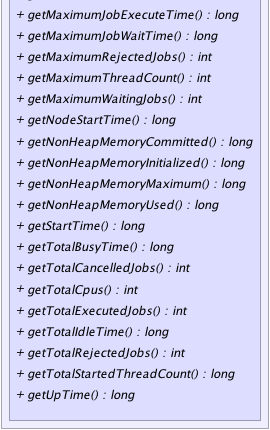 + getMaximumJobExecuteTime() : long
+ getMaximumJobWaitTime() : long
+ getMaximumRejectedJobs() : int
+ getMaximumThreadCount() : int
+ getMaximumWaitingJobs() : int
+ getNodeStartTime() : long
+ getNonHeapMemoryCommitted() : long
+ getNonHeapMemoryInitialized() : long
+ getNonHeapMemoryMaximum() : long
+ getNonHeapMemoryUsed() : long
+ getStartTime() : long
+ getTotalBusyTime() : long
+ getTotalCancelledJobs() : int
+ getTotalCpus() : int
+ getTotalExecutedJobs() : int
+ getTotalIdleTime() : long
+ getTotalRejectedJobs() : int
+ getTotalStartedThreadCount() : long
+ getUpTime() : long